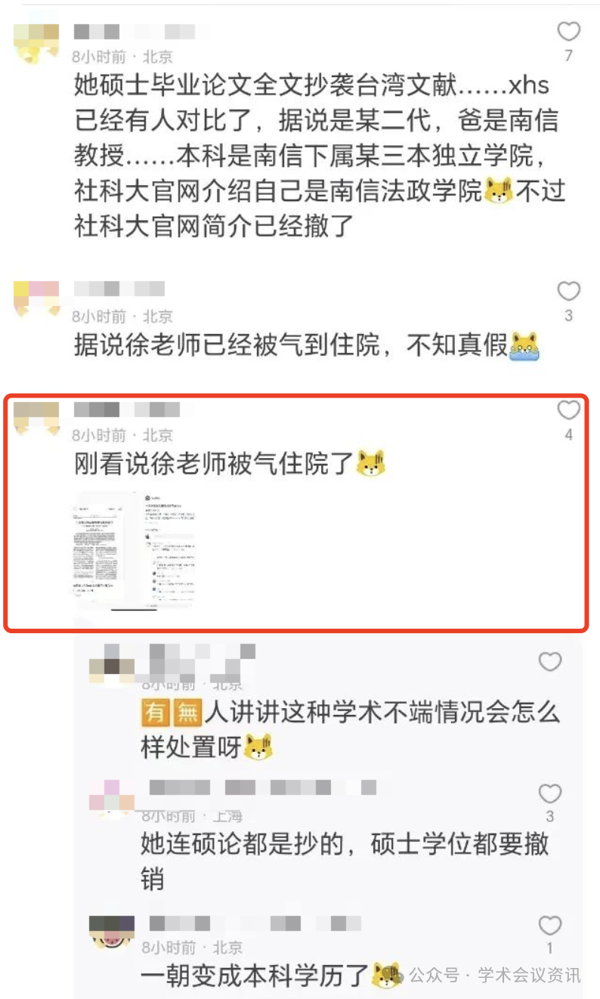 7
8小时前 · 北京
她硕士毕业论文全文抄袭台湾文献......xhs
已经有人对比了，据说是某二代，爸是南信
教授......本科是南信下属某三本独立学院，
社科大官网介绍自己是南信法政学院不过
社科大官网简介已经撤了
3
8小时前 · 北京
据说徐老师已经被气到住院，不知真假
4
8小时前 · 北京
刚看说徐老师被气住院了
8小时前 · 北京
有無人讲讲这种学术不端情况会怎么
样处置呀
3
8小时前 · 上海
她连硕论都是抄的，硕士学位都要撤
销
1
8小时前 · 北京
一朝变成本科学历了
公众号 · 学术会议资讯